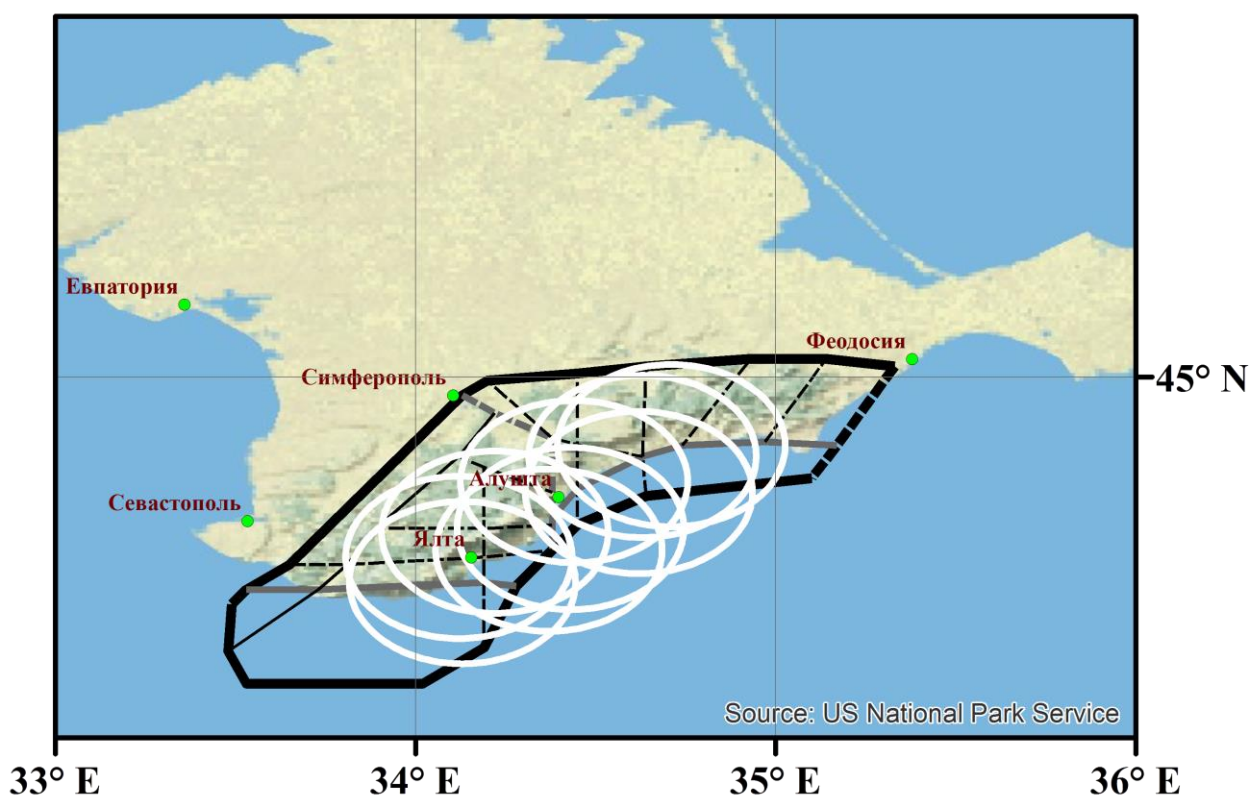 Евпатория
Феодосия
Симферополь
45° N
Алушта
Севастополь
Ялта
Source: US National Park Service
33° E
34° E
35° E
36° E